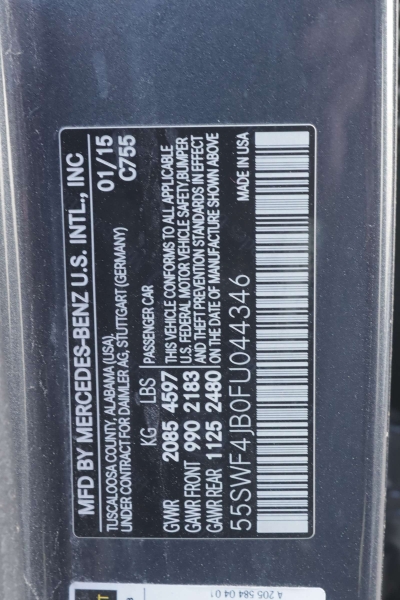 MFD BY MERCEDES-BENZ U.S. INTL., INC
TUSCALOOSA COUNTY, ALABAMA (USA), 01/15
UNDER CONTRACT FOR DAIMLER AG, STUTTGART (GERMANY) C755
KG LBS PASSENGER CAR
GVWR 2085 4597 THIS VEHICLE CONFORMS TO ALL APPLICABLE
U.S. FEDERAL MOTOR VEHICLE SAFETY, BUMPER
GAWR FRONT 990 2183 AND THEFT PREVENTION STANDARDS IN EFFECT
GAWR REAR 1125 2480 ON THE DATE OF MANUFACTURE SHOWN ABOVE
55SWF4JB0FU044346 MADE IN USA
A 205 584 04 01